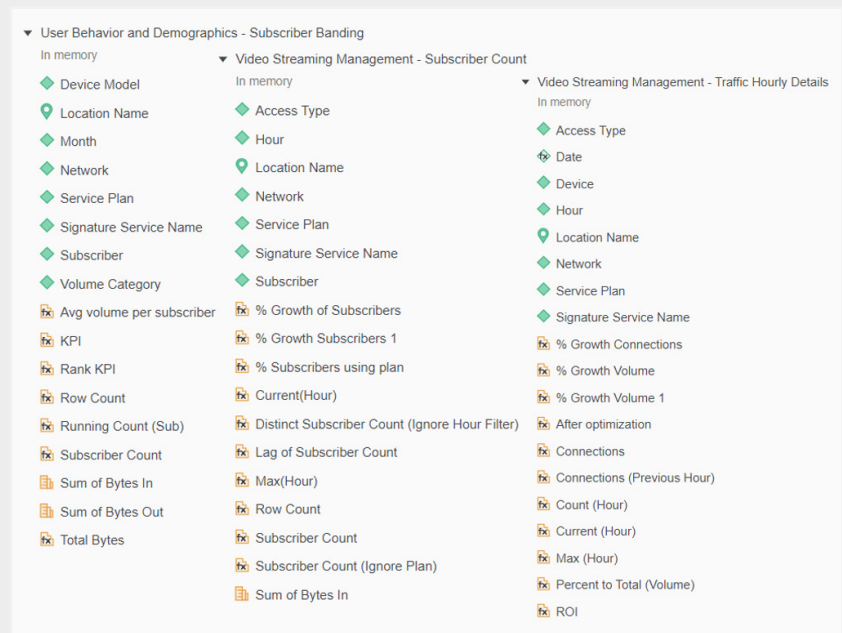 User Behavior and Demographics - Subscriber Banding
In memory
Device Model
Location Name
Month
Network
Service Plan
Signature Service Name
Subscriber
Volume Category
Avg volume per subscriber
KPI
Rank KPI
Row Count
Running Count (Sub)
Subscriber Count
Sum of Bytes In
Sum of Bytes Out
Total Bytes
Video Streaming Management - Subscriber Count
In memory
Access Type
Hour
Location Name
Network
Service Plan
Signature Service Name
Subscriber
% Growth of Subscribers
% Growth Subscribers 1
% Subscribers using plan
Current(Hour)
Distinct Subscriber Count (Ignore Hour Filter)
Lag of Subscriber Count
Max(Hour)
Row Count
Subscriber Count
Subscriber Count (Ignore Plan)
Sum of Bytes In
Video Streaming Management - Traffic Hourly Details
In memory
Access Type
Date
Device
Hour
Location Name
Network
Service Plan
Signature Service Name
% Growth Connections
% Growth Volume
% Growth Volume 1
After optimization
Connections
Connections (Previous Hour)
Count (Hour)
Current (Hour)
Max (Hour)
Percent to Total (Volume)
ROI